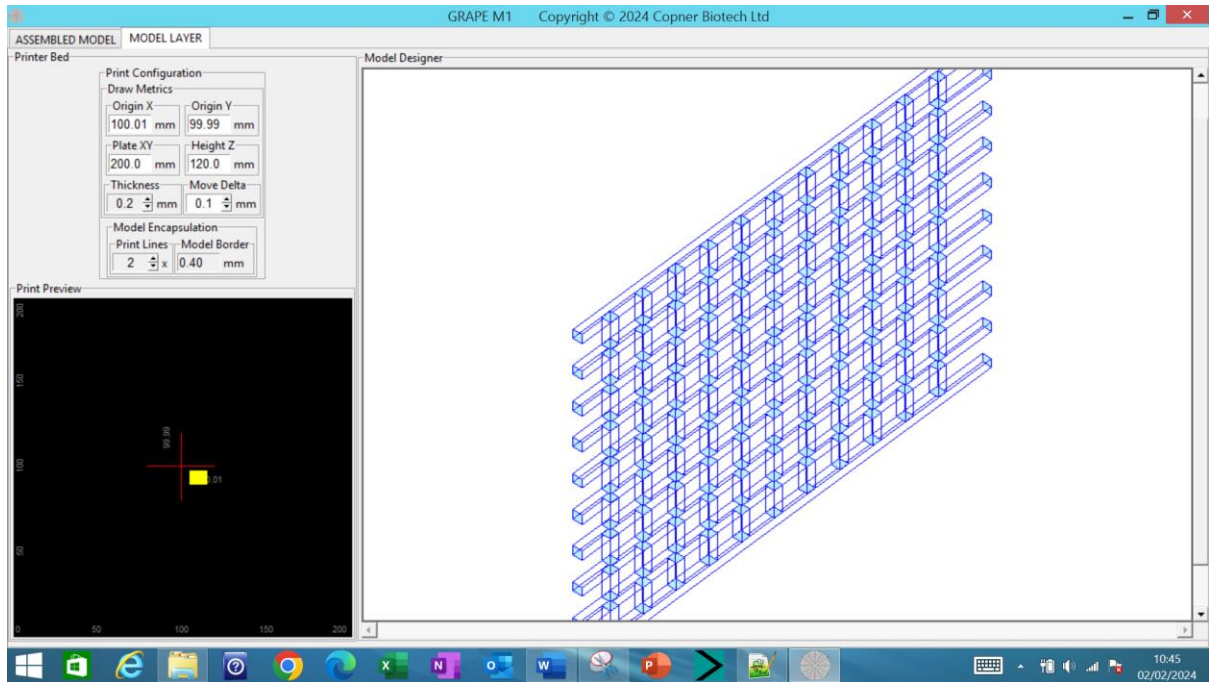 GRAPE M1 Copyright © 2024 Copner Biotech Ltd
ASSEMBLED MODEL MODEL LAYER
Printer Bed
Print Configuration
Draw Metrics
Origin X Origin Y
100.01 mm 99.99 mm
Plate XY Height Z
200.0 mm 120.0 mm
Thickness Move Delta
0.2 mm 0.1 mm
Model Encapsulation
Print Lines Model Border
2 x 0.40 mm
Print Preview
200
150
100
50
99.99
0.01
0 50 100 150 200
Model Designer
10:45
02/02/2024